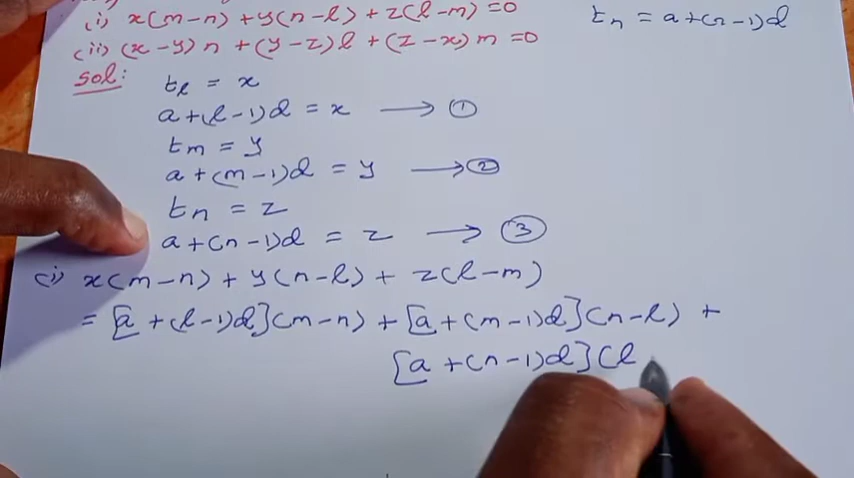 (i) x(m-n)+y(n-l)+z(l-m)=0
tn = a+(n-1)d
(ii) (x-y)n +(y-z)l +(z-x)m =0
sol:
tl = x
a+(l-1)d = x ⟶ ①
tm = y
a+(m-1)d = y ⟶ ②
tn = z
a+(n-1)d = z ⟶ ③
(i) x(m-n) + y(n-l) + z(l-m)
= [a +(l-1)d](m-n) + [a+(m-1)d](n-l) +
[a +(n-1)d](l